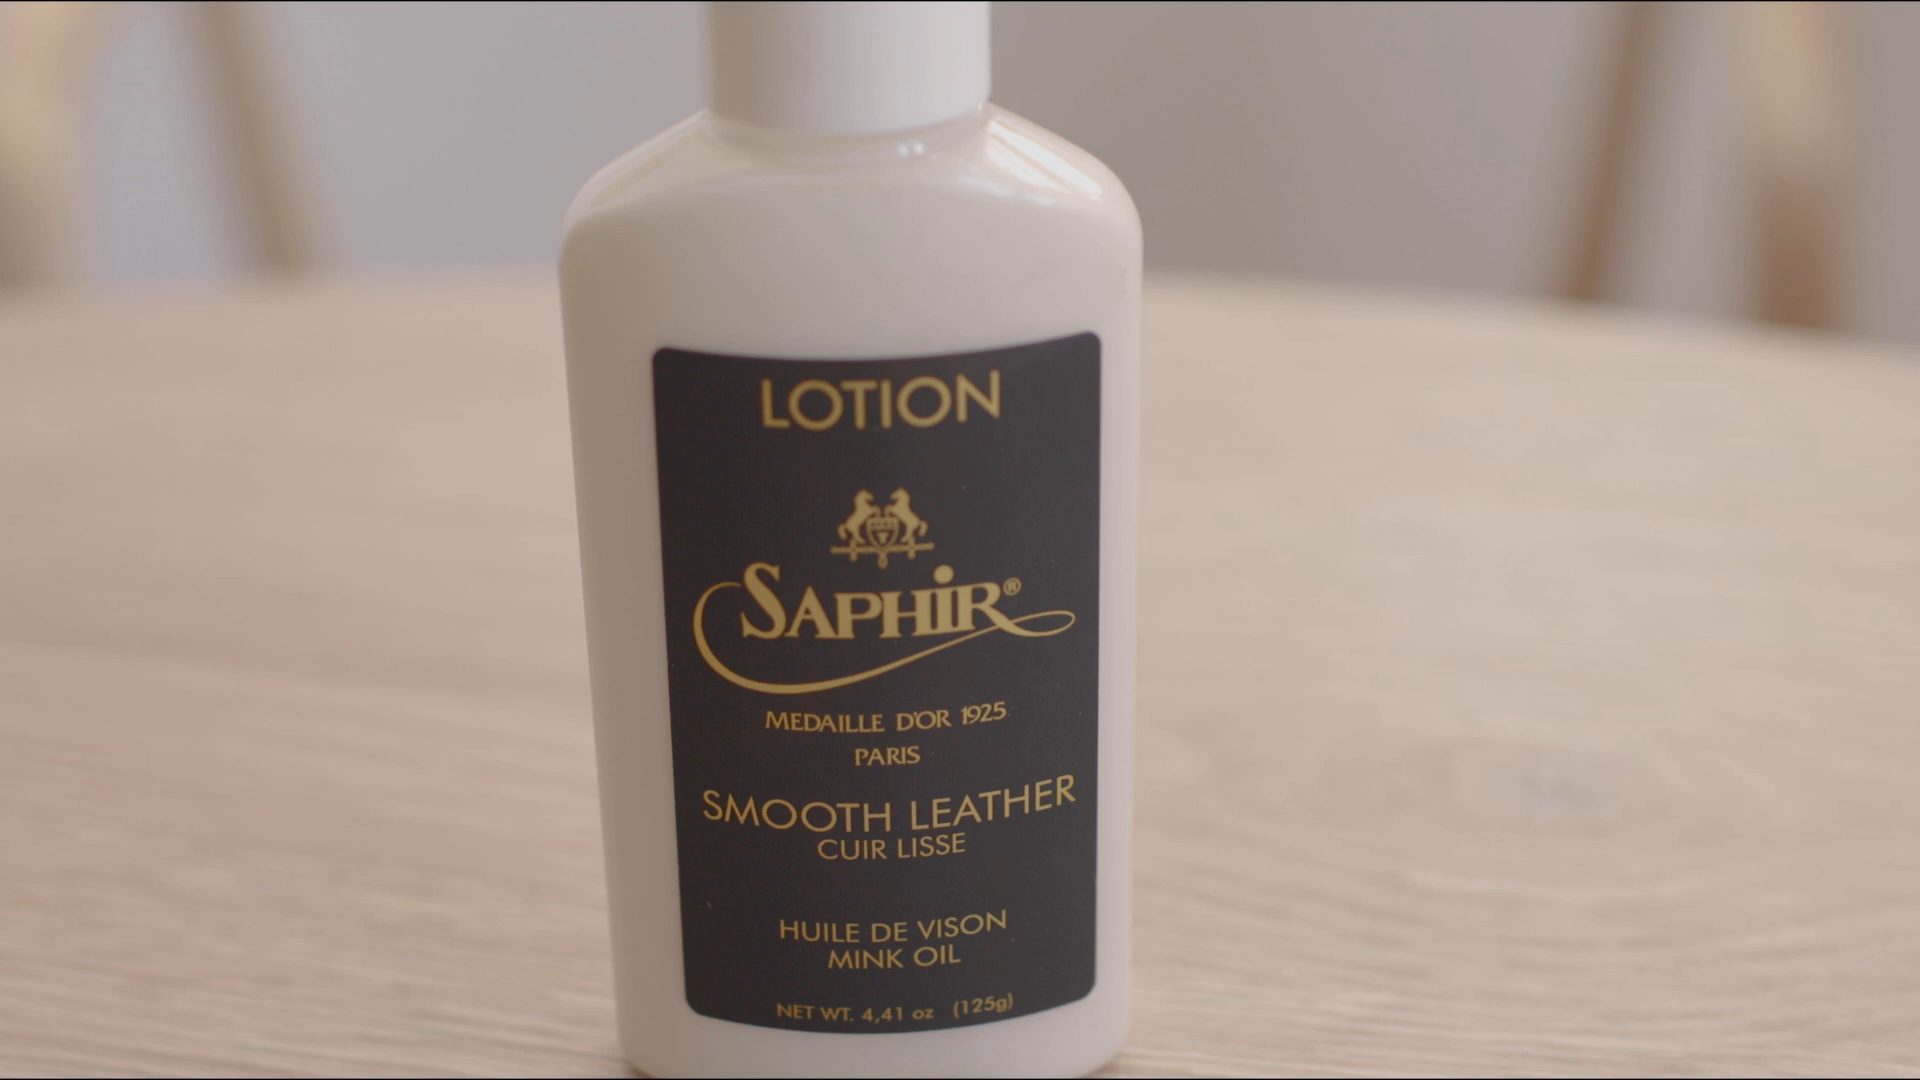 LOTION
SAPHIR®
MEDAILLE D'OR 1925
PARIS
SMOOTH LEATHER
CUIR LISSE
HUILE DE VISON
MINK OIL
NET WT. 4,41 oz (125g)